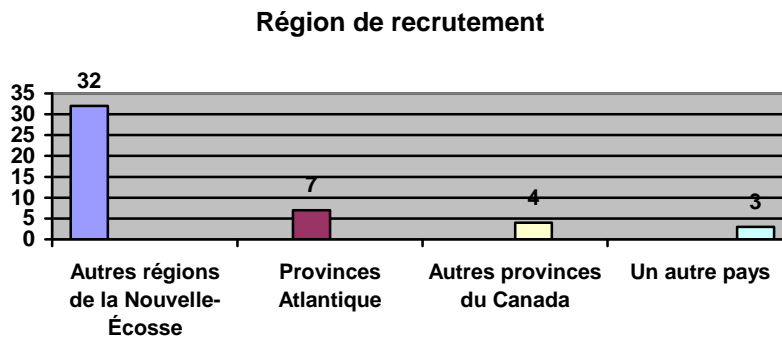 Région de recrutement
32
7
4
3
35
30
25
20
15
10
5
0
Autres régions
de la Nouvelle-
Écosse
Provinces
Atlantique
Autres provinces
du Canada
Un autre pays